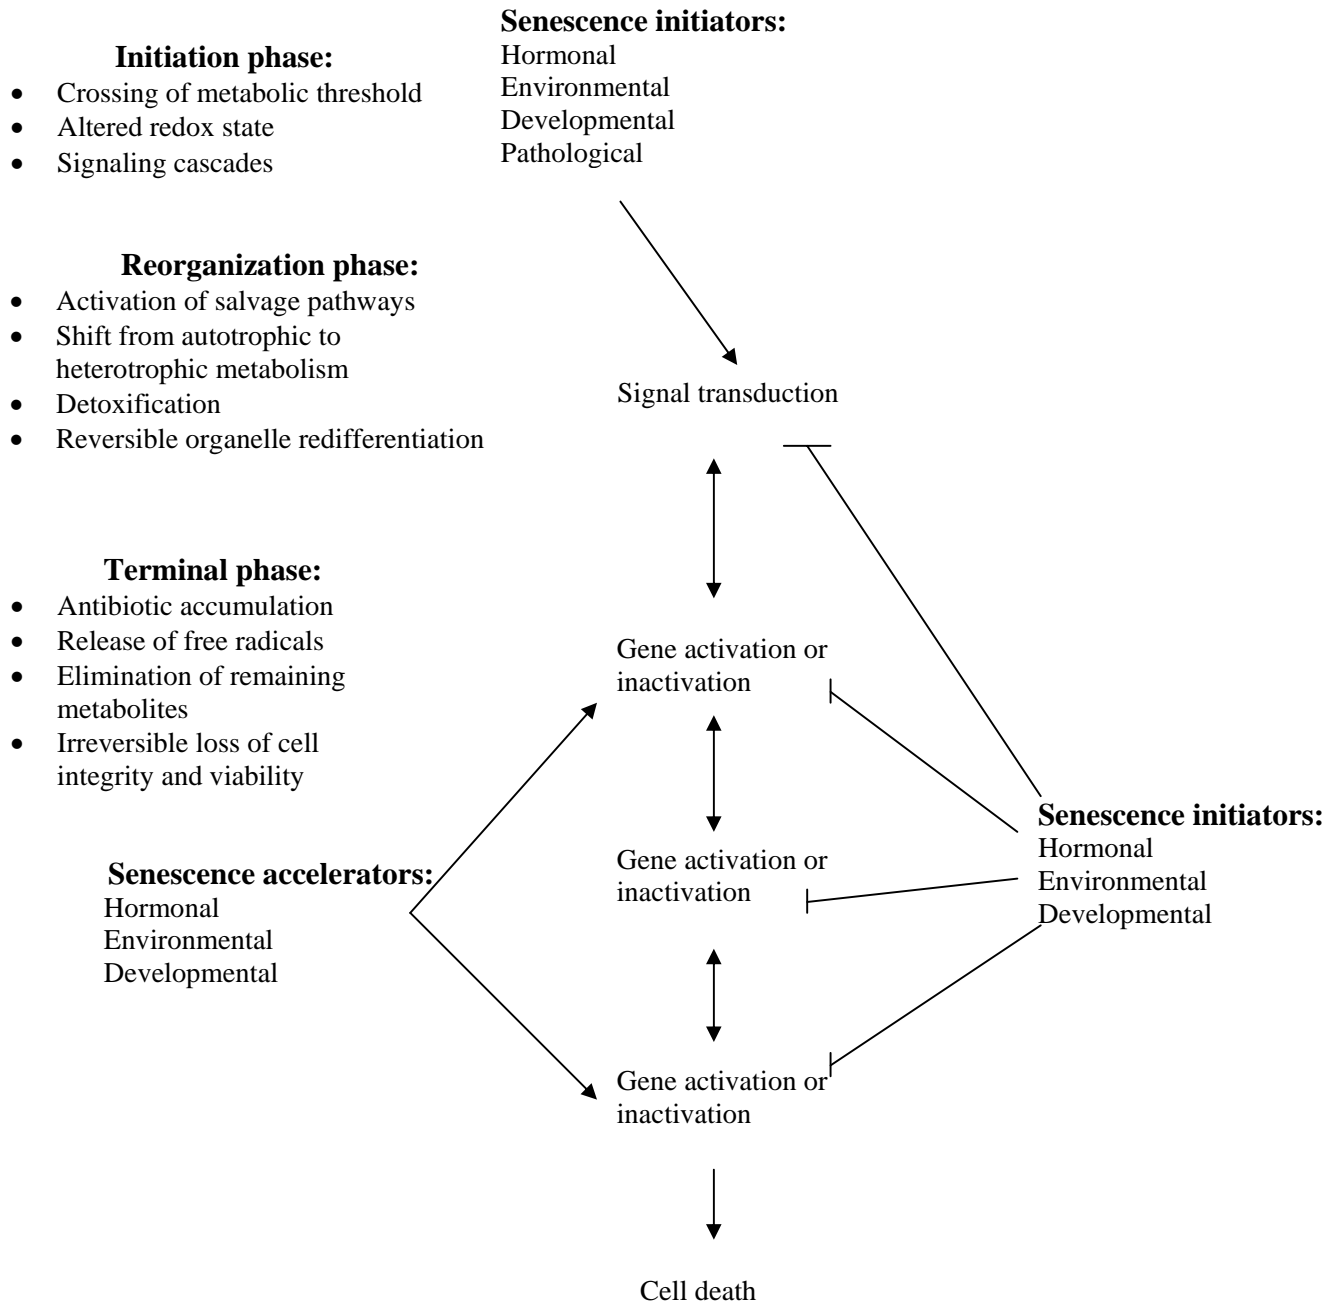 Senescence initiators:
Hormonal
Environmental
Developmental
Pathological
Initiation phase:
• Crossing of metabolic threshold
• Altered redox state
• Signaling cascades
Reorganization phase:
• Activation of salvage pathways
• Shift from autotrophic to
heterotrophic metabolism
• Detoxification
• Reversible organelle redifferentiation
Signal transduction
Terminal phase:
• Antibiotic accumulation
• Release of free radicals
• Elimination of remaining
metabolites
• Irreversible loss of cell
integrity and viability
Gene activation or
inactivation
Senescence initiators:
Hormonal
Environmental
Developmental
Gene activation or
inactivation
Senescence accelerators:
Hormonal
Environmental
Developmental
Gene activation or
inactivation
Cell death